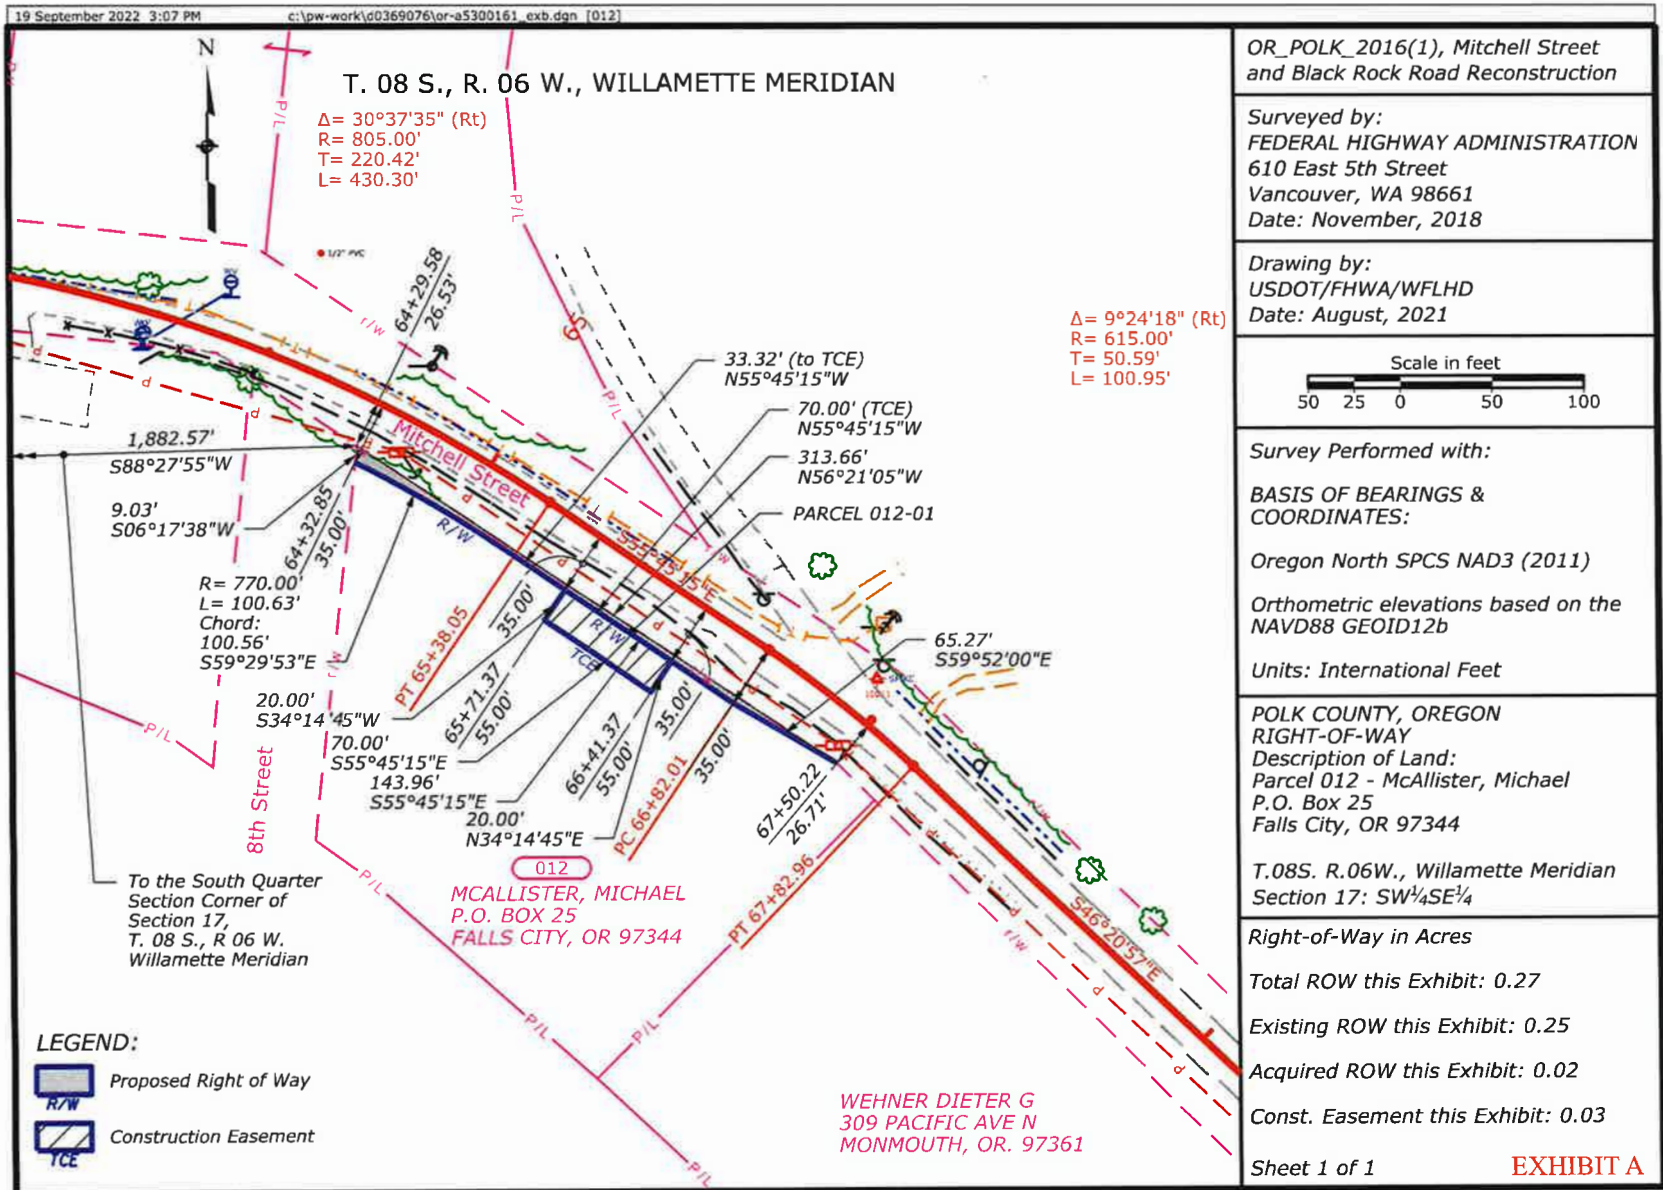 19 September 2022 3:07 PM
c:\pw-work\d0369076\or-a5300161_exb.dgn [012]
T. 08 S., R. 06 W., WILLAMETTE MERIDIAN
N
Δ= 30°37'35" (Rt)
R= 805.00'
T= 220.42'
L= 430.30'
1/2" PVC
P/L
P/L
P/L
r/w
64+29.58
26.53'
59
P/L
Δ= 9°24'18" (Rt)
R= 615.00'
T= 50.59'
L= 100.95'
33.32' (to TCE)
N55°45'15"W
70.00' (TCE)
N55°45'15"W
313.66'
N56°21'05"W
PARCEL 012-01
Mitchell Street
1,882.57'
S88°27'55"W
9.03'
S06°17'38"W
64+32.85
35.00'
R/W
S55°45'15"E
r/w
R= 770.00'
L= 100.63'
Chord:
100.56'
S59°29'53"E
r/w
PT 65+38.05
35.00'
R/W
TCE
65.27'
S59°52'00"E
20.00'
S34°14'45"W
65+71.37
55.00'
70.00'
S55°45'15"E
143.96'
S55°45'15"E
20.00'
N34°14'45"E
66+41.37
55.00'
35.00'
PC 66+82.01
35.00'
67+50.22
26.71'
PT 67+82.96
P/L
8th Street
P/L
To the South Quarter
Section Corner of
Section 17,
T. 08 S., R 06 W.
Willamette Meridian
012
MCALLISTER, MICHAEL
P.O. BOX 25
FALLS CITY, OR 97344
S46°20'57"E
r/w
r/w
P/L
P/L
P/L
WEHNER DIETER G
309 PACIFIC AVE N
MONMOUTH, OR. 97361
LEGEND:
Proposed Right of Way
R/W
Construction Easement
TCE
OR_POLK_2016(1), Mitchell Street
and Black Rock Road Reconstruction
Surveyed by:
FEDERAL HIGHWAY ADMINISTRATION
610 East 5th Street
Vancouver, WA 98661
Date: November, 2018
Drawing by:
USDOT/FHWA/WFLHD
Date: August, 2021
Scale in feet
50 25 0 50 100
Survey Performed with:
BASIS OF BEARINGS &
COORDINATES:
Oregon North SPCS NAD3 (2011)
Orthometric elevations based on the
NAVD88 GEOID12b
Units: International Feet
POLK COUNTY, OREGON
RIGHT-OF-WAY
Description of Land:
Parcel 012 - McAllister, Michael
P.O. Box 25
Falls City, OR 97344
T.08S. R.06W., Willamette Meridian
Section 17: SW¼SE¼
Right-of-Way in Acres
Total ROW this Exhibit: 0.27
Existing ROW this Exhibit: 0.25
Acquired ROW this Exhibit: 0.02
Const. Easement this Exhibit: 0.03
Sheet 1 of 1
EXHIBIT A